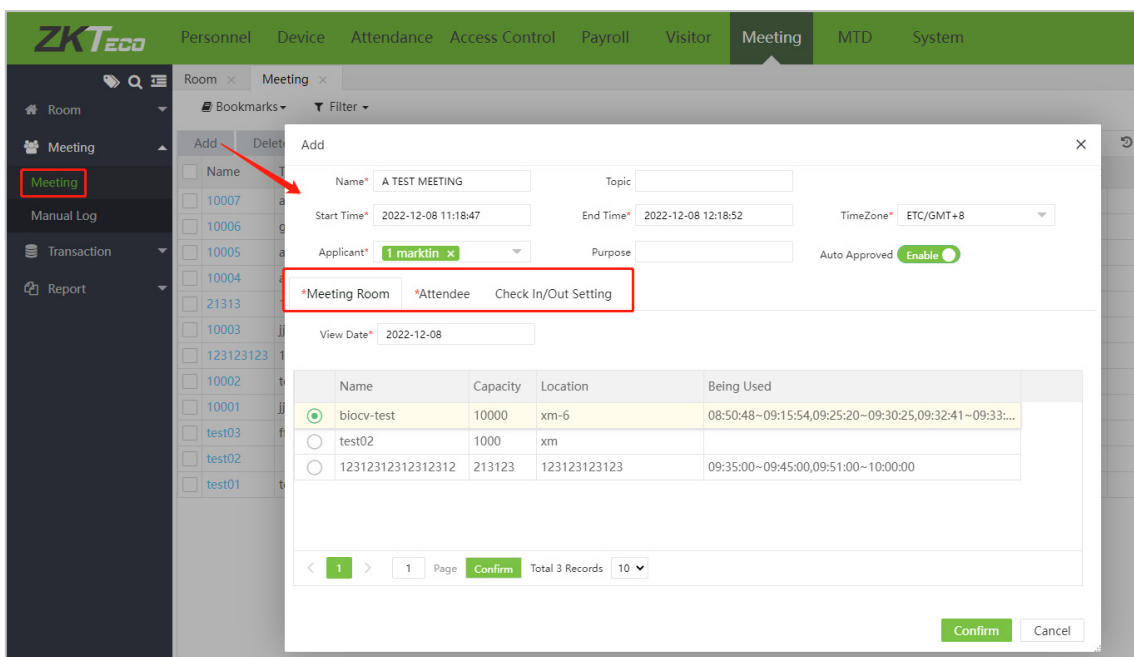 ZKTeco Personnel Device Attendance Access Control Payroll Visitor Meeting MTD System
Room × Meeting ×
Room
Bookmarks Filter
Meeting
Meeting
Manual Log
Transaction
Report
Add
Name
10007
10006
10005
10004
21313
10003
123123123
10002
10001
test03
test02
test01
Add ×
Name* A TEST MEETING Topic
Start Time* 2022-12-08 11:18:47 End Time* 2022-12-08 12:18:52 TimeZone* ETC/GMT+8
Applicant* 1 marktin × Purpose Auto Approved Enable
*Meeting Room *Attendee Check In/Out Setting
View Date* 2022-12-08
Name Capacity Location Being Used
biocv-test 10000 xm-6 08:50:48~09:15:54,09:25:20~09:30:25,09:32:41~09:33:...
test02 1000 xm
12312312312312312 213123 123123123123 09:35:00~09:45:00,09:51:00~10:00:00
< 1 > 1 Page Confirm Total 3 Records 10
Confirm Cancel